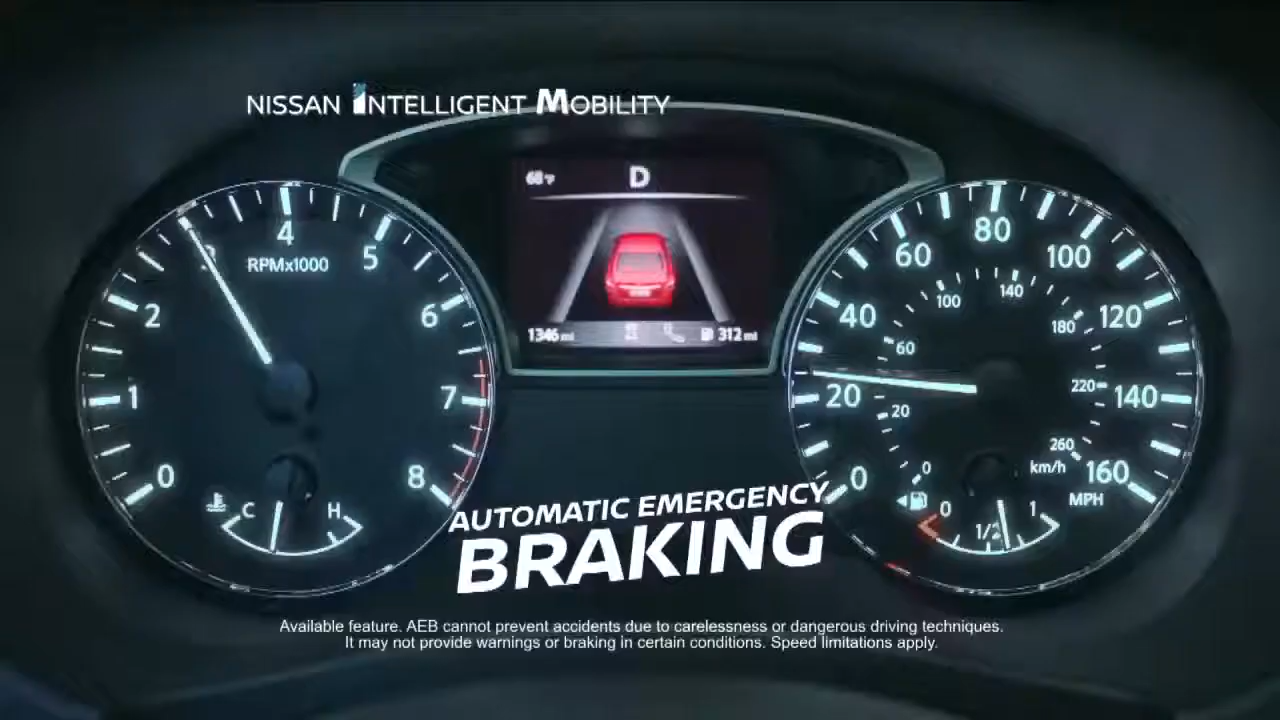 NISSAN INTELLIGENT MOBILITY
68°F
D
1346 mi
312 mi
0
1
2
3
4
5
6
7
8
RPMx1000
C
H
0
20
40
60
80
100
120
140
160
MPH
0
20
60
100
140
180
220
260
km/h
0
1/2
1
AUTOMATIC EMERGENCY
BRAKING
Available feature. AEB cannot prevent accidents due to carelessness or dangerous driving techniques.
It may not provide warnings or braking in certain conditions. Speed limitations apply.